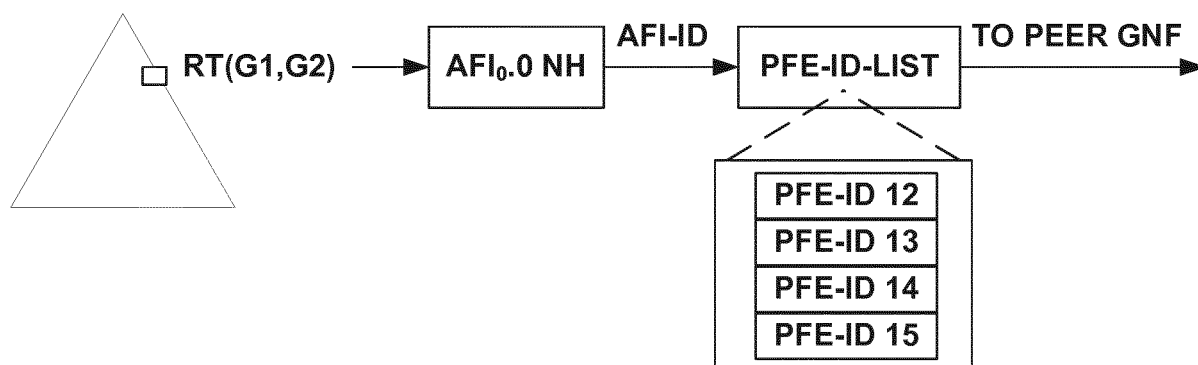 RT(G1,G2)
AFI₀.0 NH
AFI-ID
PFE-ID-LIST
TO PEER GNF
PFE-ID 12
PFE-ID 13
PFE-ID 14
PFE-ID 15